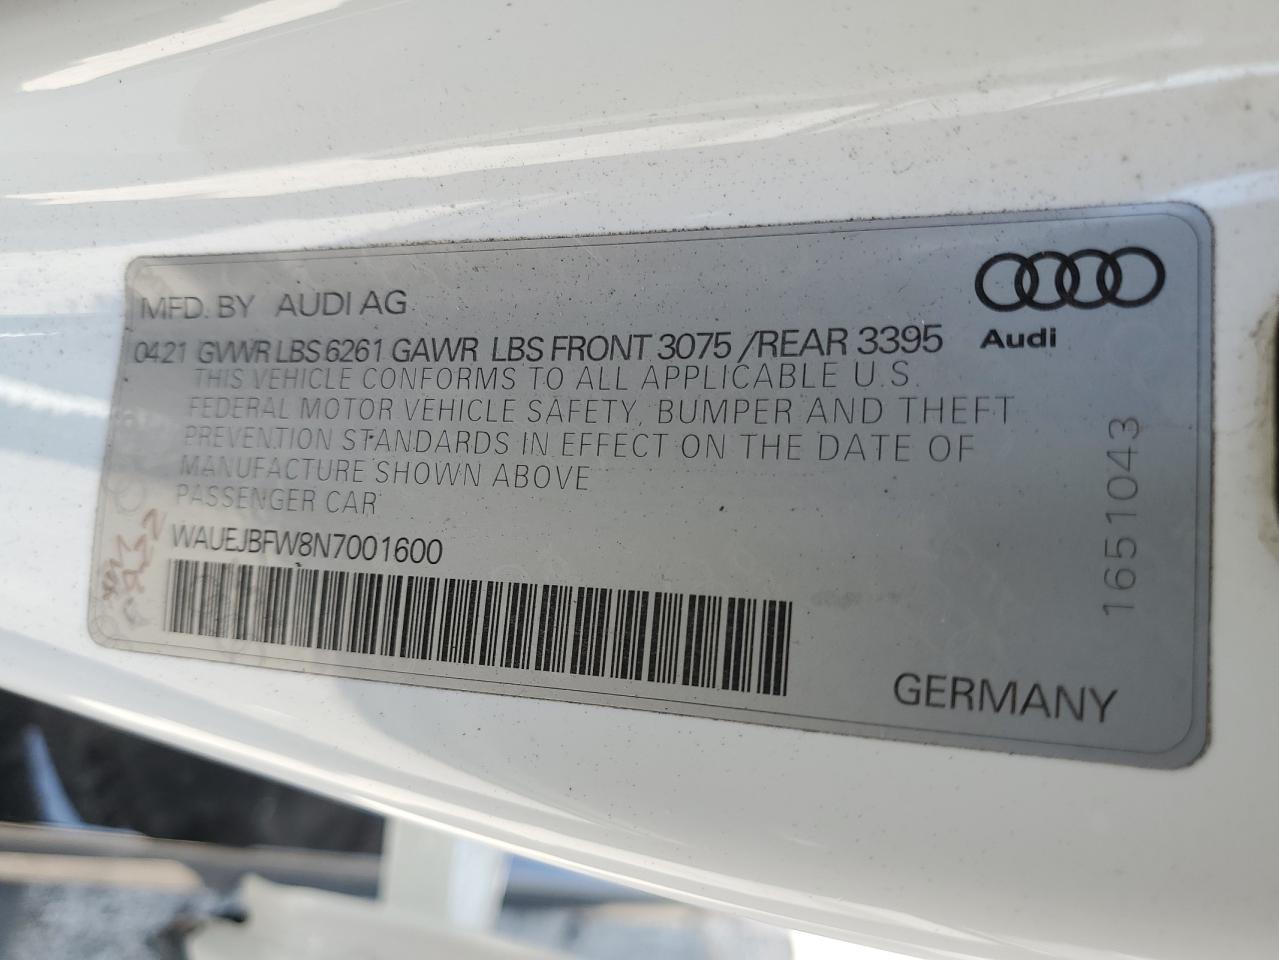 MFD. BY AUDI AG
Audi
0421 GVWR LBS 6261 GAWR LBS FRONT 3075 /REAR 3395
THIS VEHICLE CONFORMS TO ALL APPLICABLE U.S.
FEDERAL MOTOR VEHICLE SAFETY, BUMPER AND THEFT
PREVENTION STANDARDS IN EFFECT ON THE DATE OF
MANUFACTURE SHOWN ABOVE
PASSENGER CAR
WAUEJBFW8N7001600
1651043
GERMANY